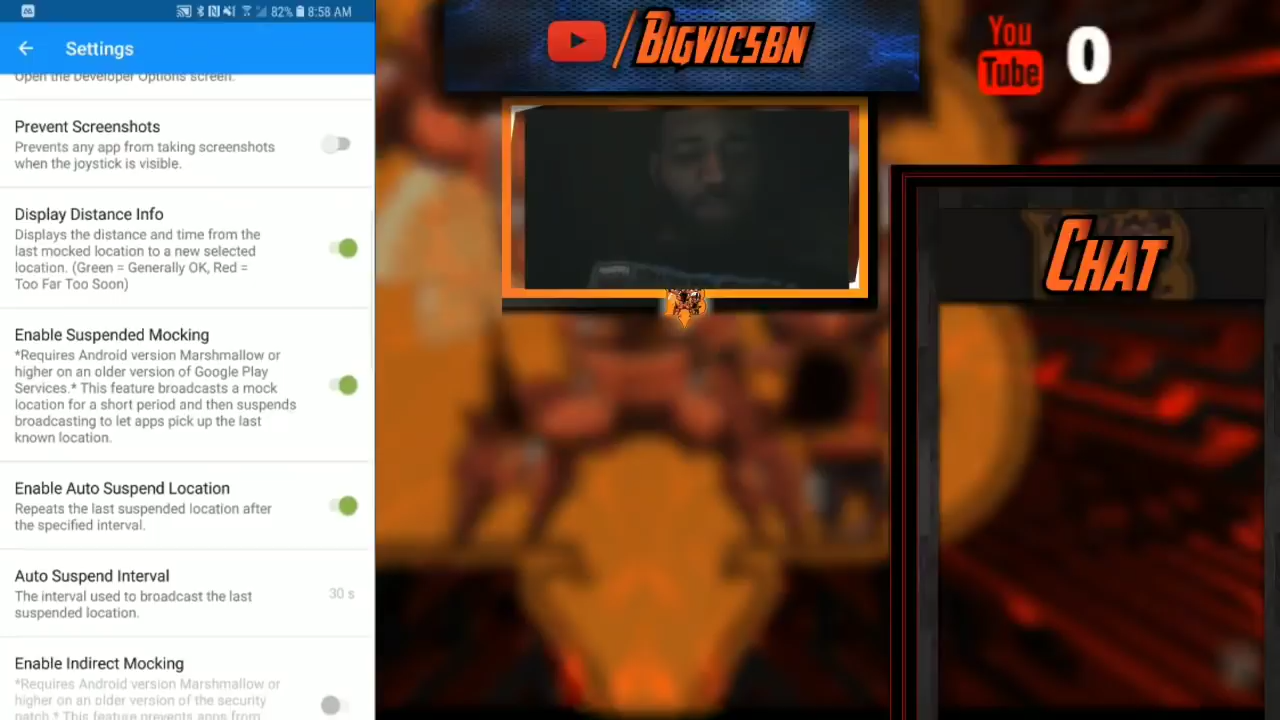 82% 8:58 AM
Settings
Open the Developer Options screen.
Prevent Screenshots
Prevents any app from taking screenshots
when the joystick is visible.
Display Distance Info
Displays the distance and time from the
last mocked location to a new selected
location. (Green = Generally OK, Red =
Too Far Too Soon)
Enable Suspended Mocking
*Requires Android version Marshmallow or
higher on an older version of Google Play
Services.* This feature broadcasts a mock
location for a short period and then suspends
broadcasting to let apps pick up the last
known location.
Enable Auto Suspend Location
Repeats the last suspended location after
the specified interval.
Auto Suspend Interval
The interval used to broadcast the last
suspended location.
30 s
Enable Indirect Mocking
*Requires Android version Marshmallow or
higher on an older version of the security
patch.* This feature prevents apps from
/BIGVICSBN
You
Tube
0
CHAT